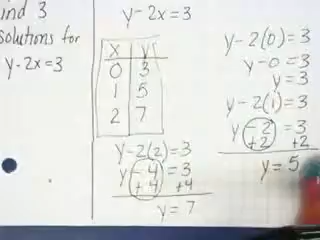 ind 3
solutions for
y-2x=3
y-2x=3
x y
0 3
1 5
2 7
y-2(2)=3
y-4=3
+4 +4
y=7
y-2(0)=3
y-0=3
y=3
y-2(1)=3
y-2=3
+2 +2
y=5